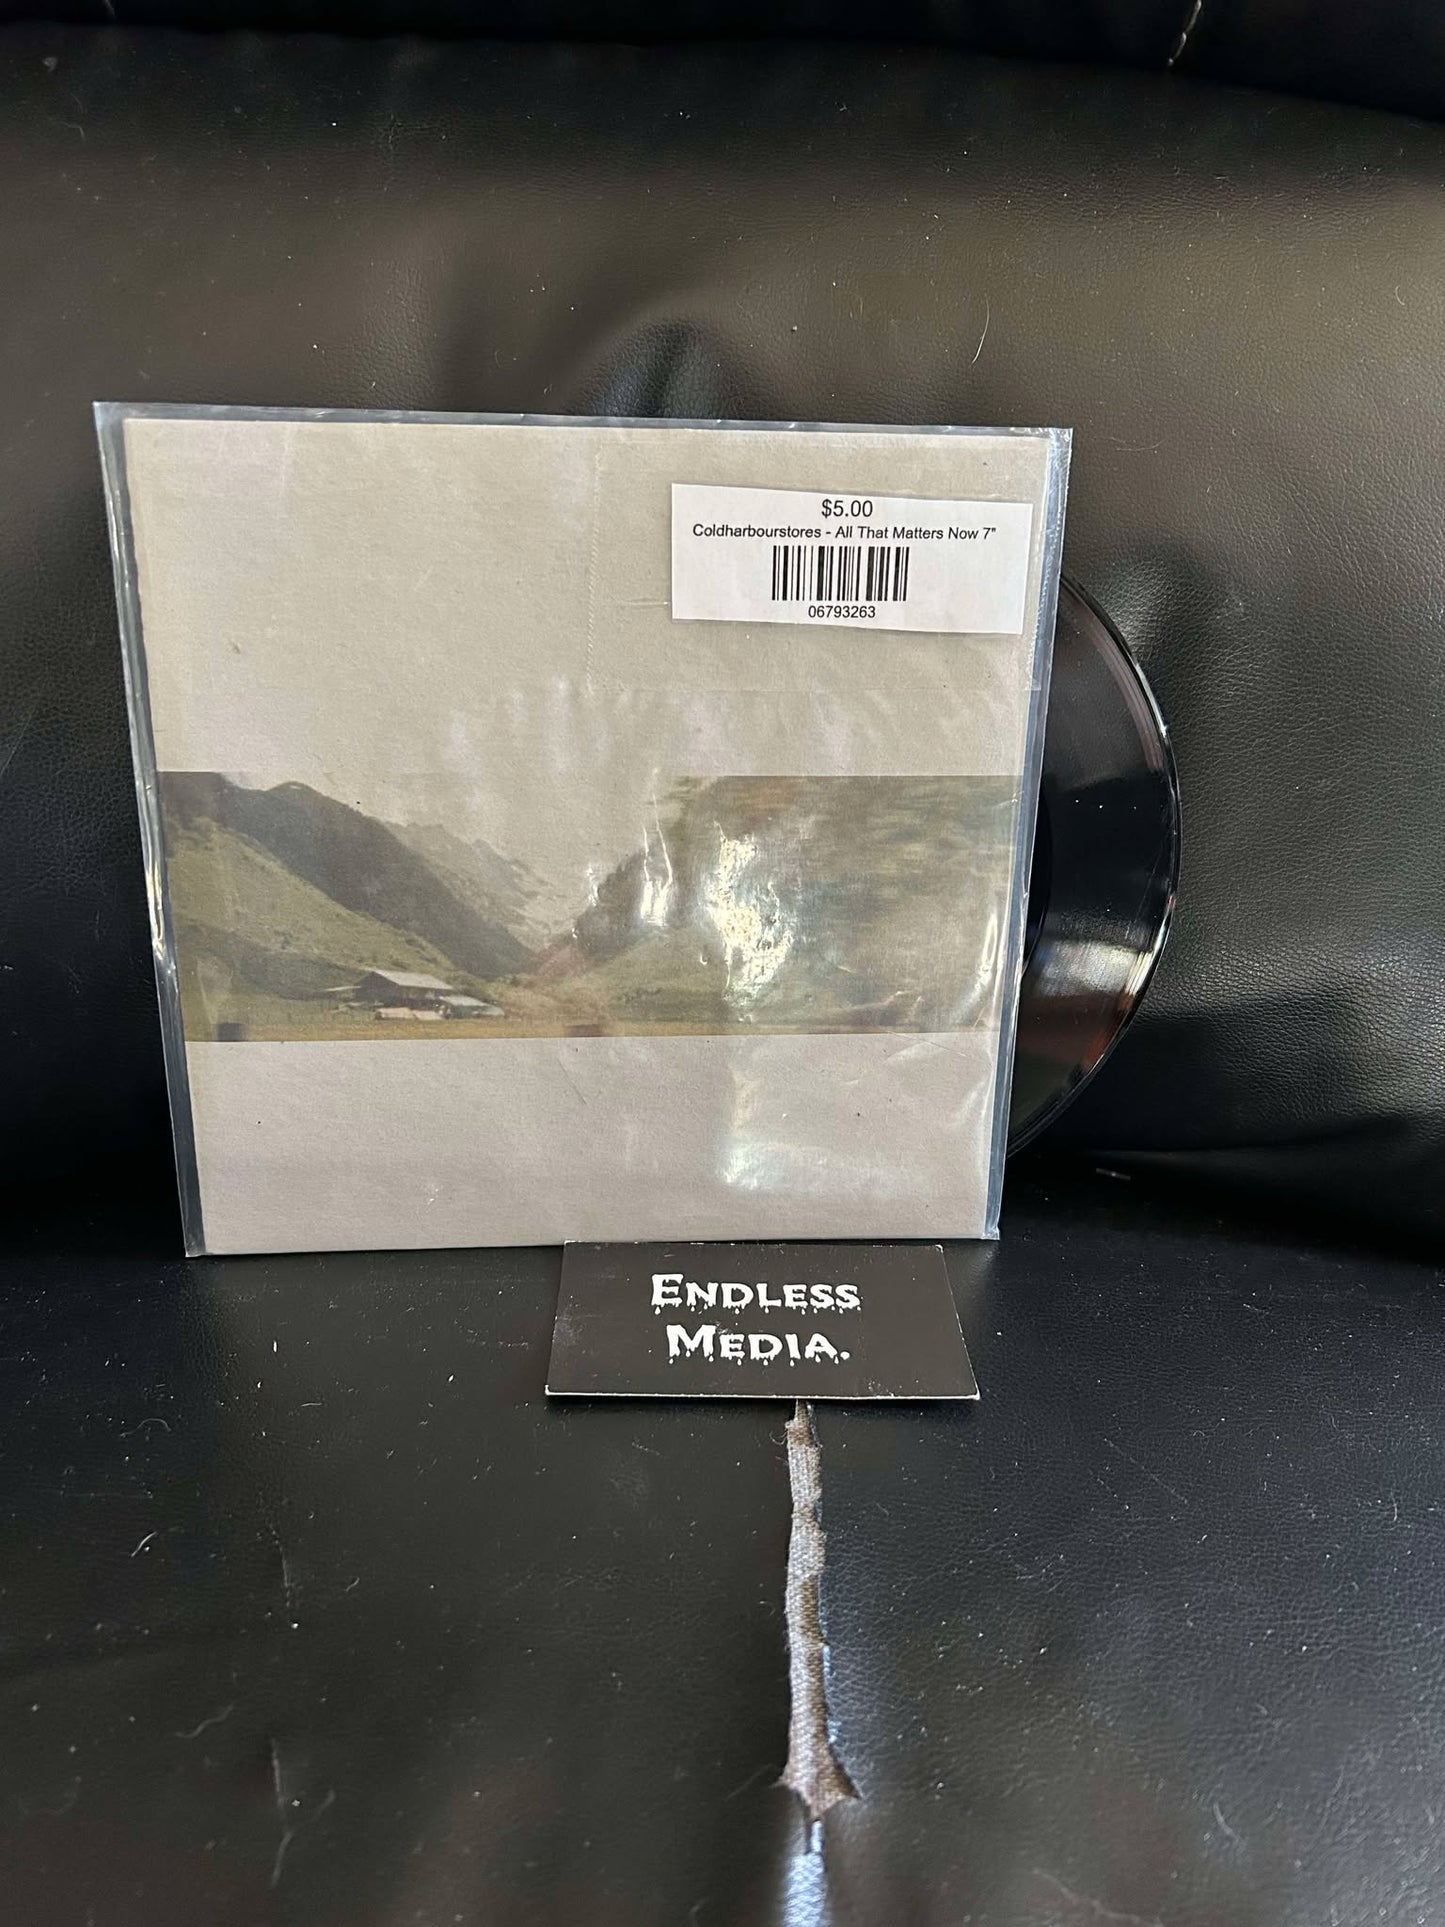 $5.00
Coldharbourstores - All That Matters Now 7"
06793263
ENDLESS
MEDIA.